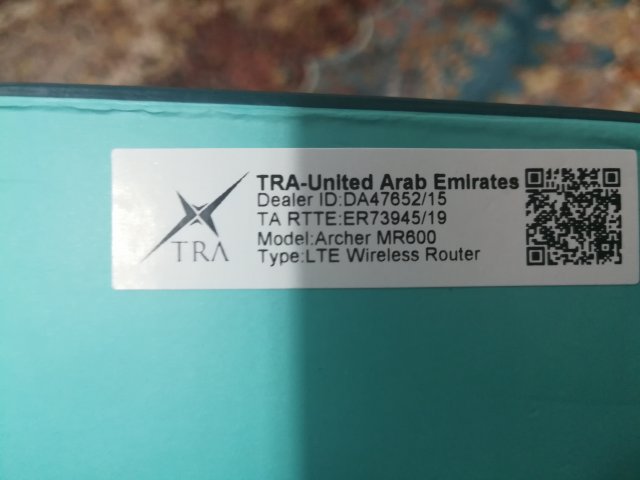 TRA
TRA-United Arab Emirates
Dealer ID:DA47652/15
TA RTTE:ER73945/19
Model:Archer MR600
Type:LTE Wireless Router